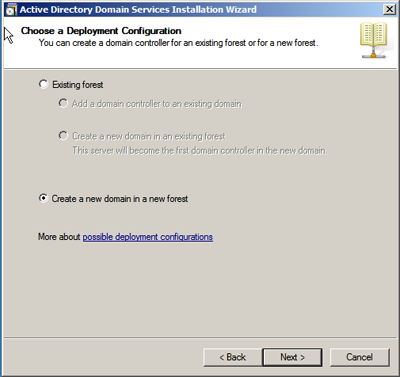 Active Directory Domain Services Installation Wizard
Choose a Deployment Configuration
You can create a domain controller for an existing forest or for a new forest.
Existing forest
Add a domain controller to an existing domain
Create a new domain in an existing forest
This server will become the first domain controller in the new domain.
Create a new domain in a new forest
More about possible deployment configurations
< Back
Next >
Cancel